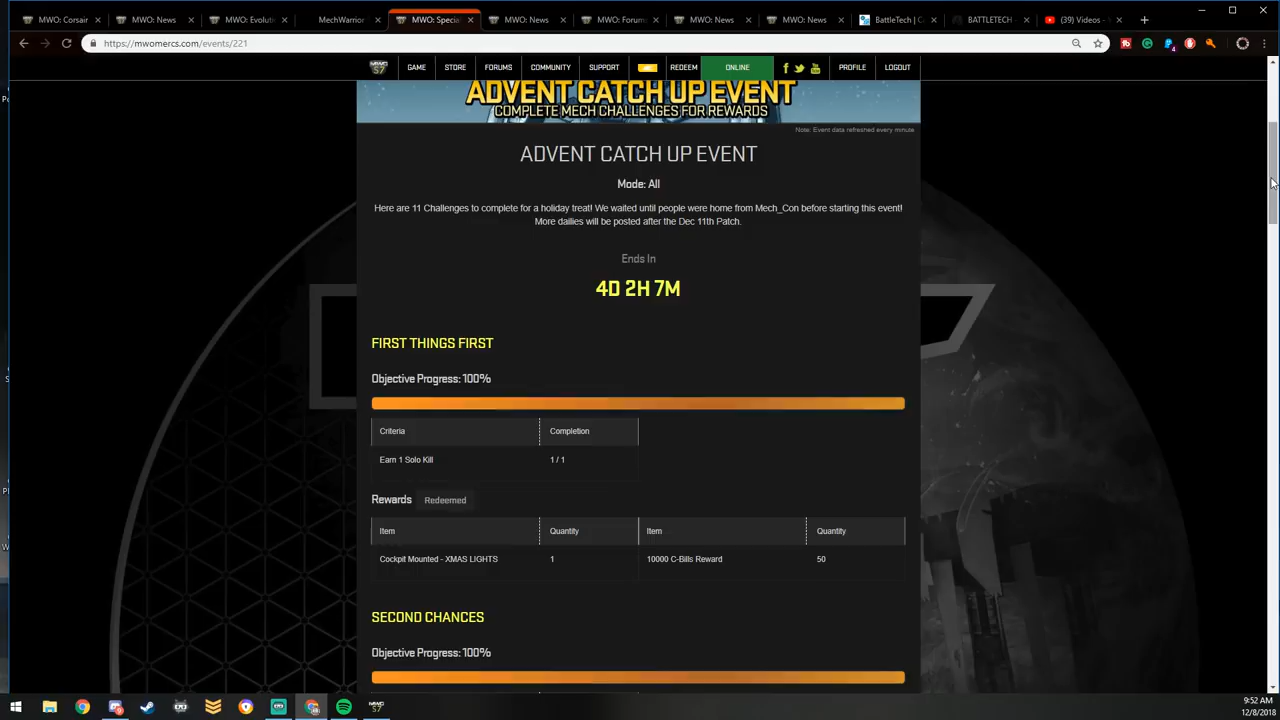 MWO: Corsair
MWO: News
MWO: Evoluti
MechWarrior
MWO: Specia
MWO: News
MWO: Forum
MWO: News
MWO: News
BattleTech | C
BATTLETECH
(39) Videos -
https://mwomercs.com/events/221
GAME STORE FORUMS COMMUNITY SUPPORT REDEEM ONLINE PROFILE LOGOUT
ADVENT CATCH UP EVENT
COMPLETE MECH CHALLENGES FOR REWARDS
Note: Event data refreshed every minute
ADVENT CATCH UP EVENT
Mode: All
Here are 11 Challenges to complete for a holiday treat! We waited until people were home from Mech_Con before starting this event!
More dailies will be posted after the Dec 11th Patch.
Ends In
4D 2H 7M
FIRST THINGS FIRST
Objective Progress: 100%
Criteria Completion
Earn 1 Solo Kill 1 / 1
Rewards Redeemed
Item Quantity Item Quantity
Cockpit Mounted - XMAS LIGHTS 1 10000 C-Bills Reward 50
SECOND CHANCES
Objective Progress: 100%
9:52 AM
12/8/2018